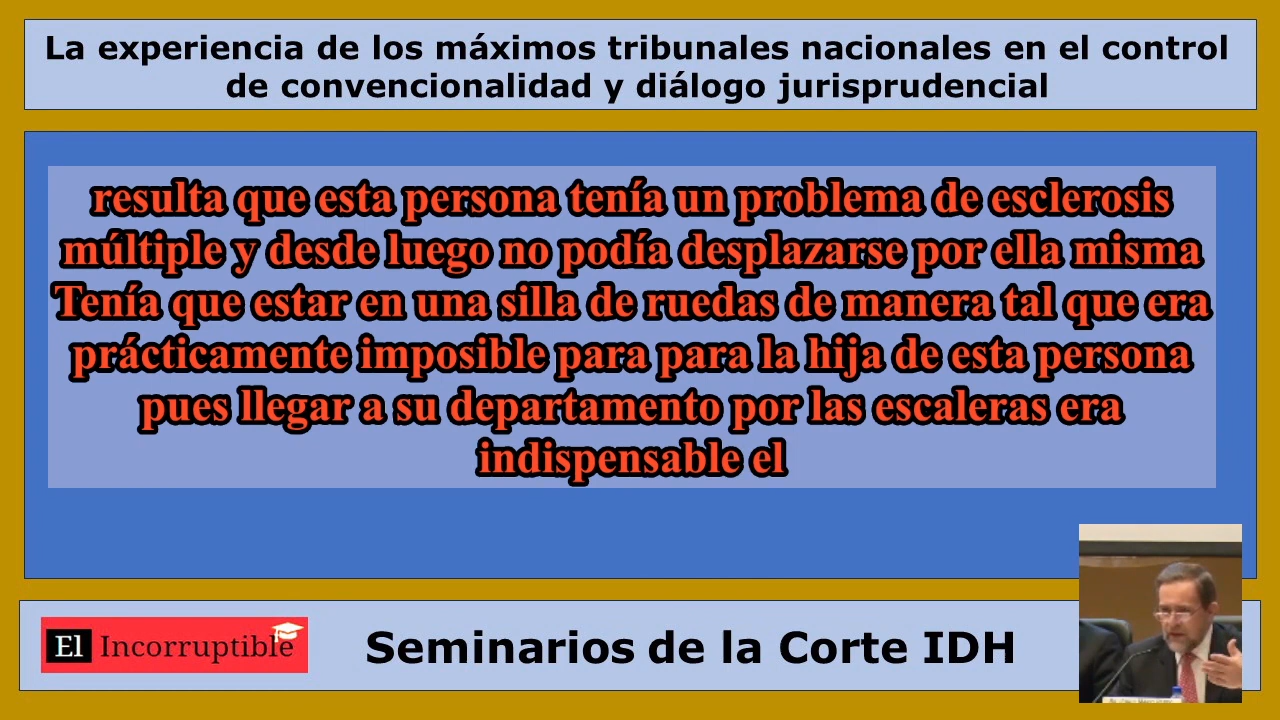 La experiencia de los máximos tribunales nacionales en el control
de convencionalidad y diálogo jurisprudencial
resulta que esta persona tenía un problema de esclerosis
múltiple y desde luego no podía desplazarse por ella misma
Tenía que estar en una silla de ruedas de manera tal que era
prácticamente imposible para para la hija de esta persona
pues llegar a su departamento por las escaleras era
indispensable el
El Incorruptible
Seminarios de la Corte IDH